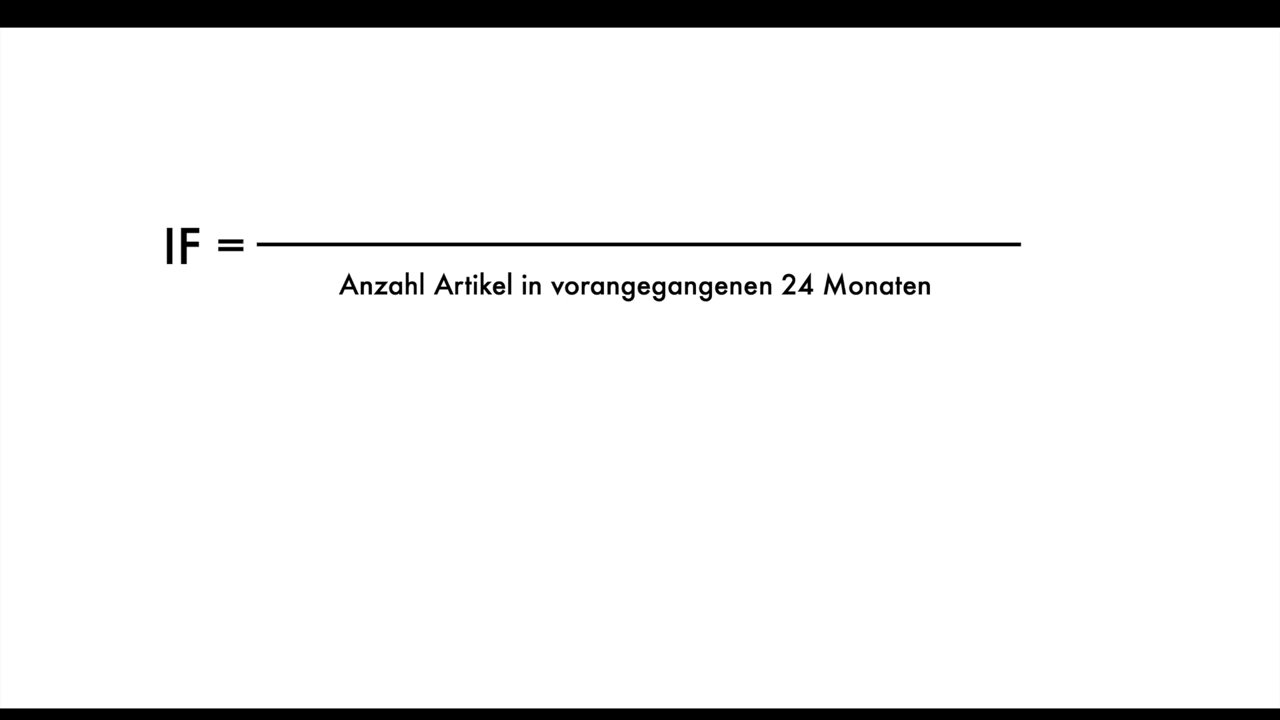 IF =
Anzahl Artikel in vorangegangenen 24 Monaten